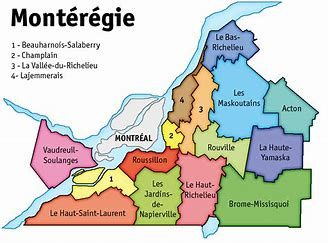 Montérégie
1 - Beauharnois-Salaberry
2 - Champlain
3 - La Vallée-du-Richelieu
4- Lajemmerais
Le Bas-
Richelieu
4
3
Les
Maskoutains
Acton
MONTRÉAL
2
Vaudreuil-
Soulanges
Roussillon
Rouville
La Haute-
Yamaska
1
Le Haut-Saint-Laurent
Les
Jardins-
de-
Napierville
Le Haut-
Richelieu
Brome-Missisquoi